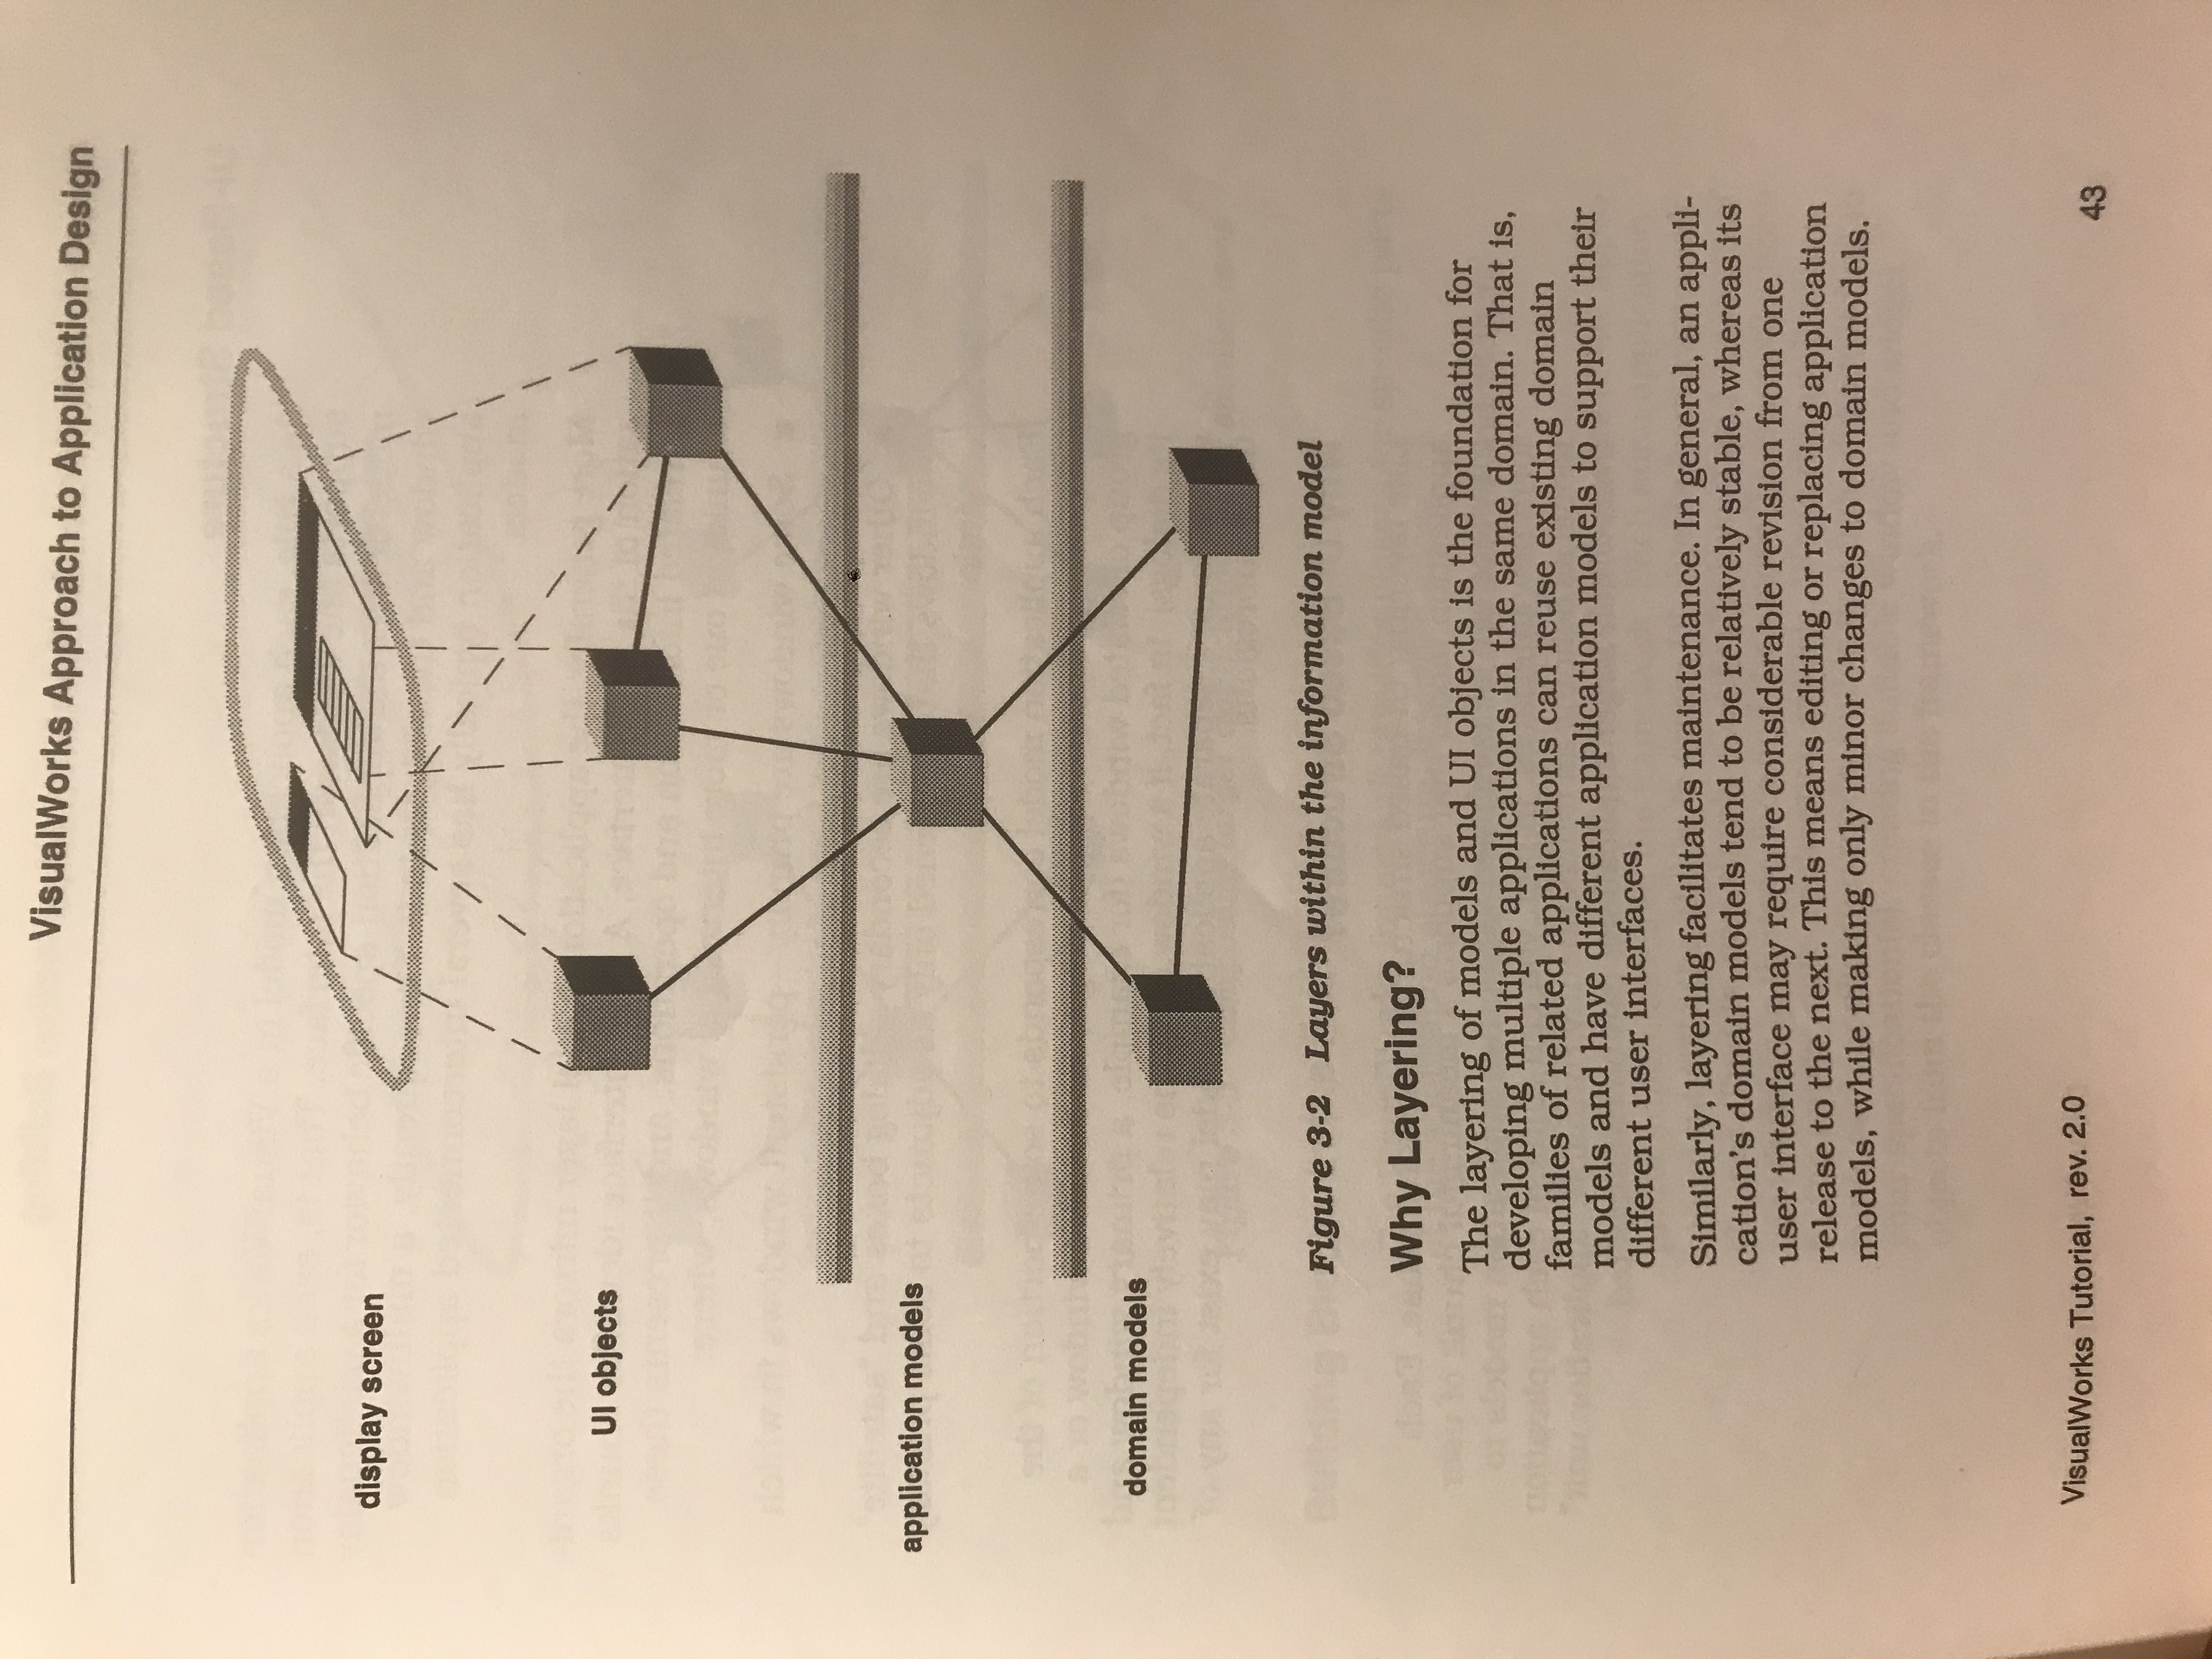 VisualWorks Approach to Application Design
display screen
UI objects
application models
domain models
Figure 3-2 Layers within the information model
Why Layering?
The layering of models and UI objects is the foundation for
developing multiple applications in the same domain. That is,
families of related applications can reuse existing domain
models and have different application models to support their
different user interfaces.
Similarly, layering facilitates maintenance. In general, an appli-
cation's domain models tend to be relatively stable, whereas its
user interface may require considerable revision from one
release to the next. This means editing or replacing application
models, while making only minor changes to domain models.
VisualWorks Tutorial, rev. 2.0
43